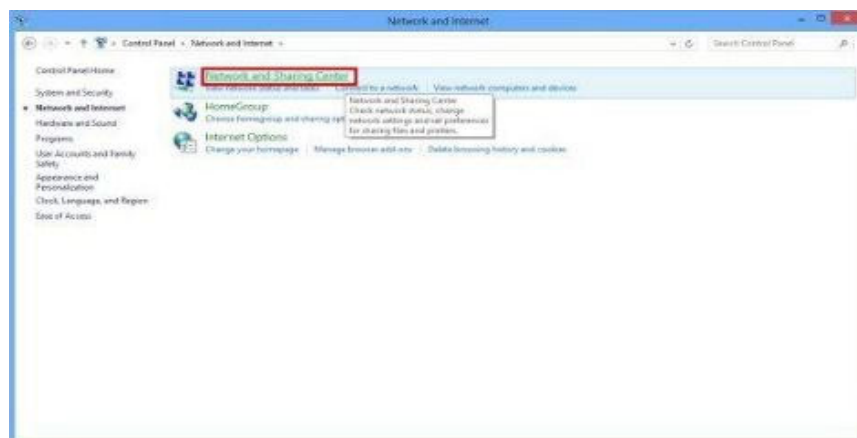 Network and Internet
Control Panel Network and Internet
Search Control Panel
Control Panel Home
System and Security
Network and Internet
Hardware and Sound
Programs
User Accounts and Family
Safety
Appearance and
Personalization
Clock, Language, and Region
Ease of Access
Network and Sharing Center
View network status and tasks Connect to a network View network computers and devices
HomeGroup
Choose homegroup and sharing
Internet Options
Change your homepage Manage browser add-ons Delete browsing history and cookies
Network and Sharing Center
Check network status, change
network settings and set preferences
for sharing files and printers.